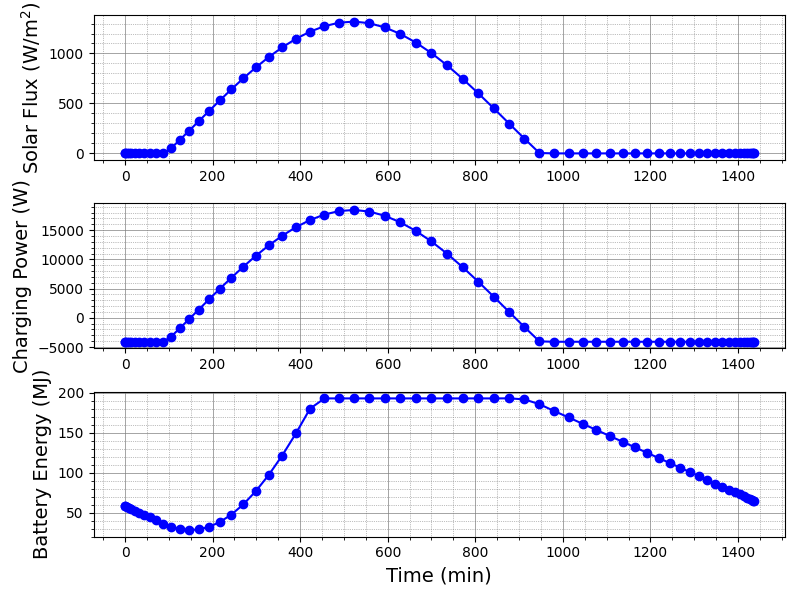 Solar Flux (W/m²)
1000
500
0
0 200 400 600 800 1000 1200 1400
Charging Power (W)
15000
10000
5000
0
−5000
0 200 400 600 800 1000 1200 1400
Battery Energy (MJ)
200
150
100
50
0 200 400 600 800 1000 1200 1400
Time (min)